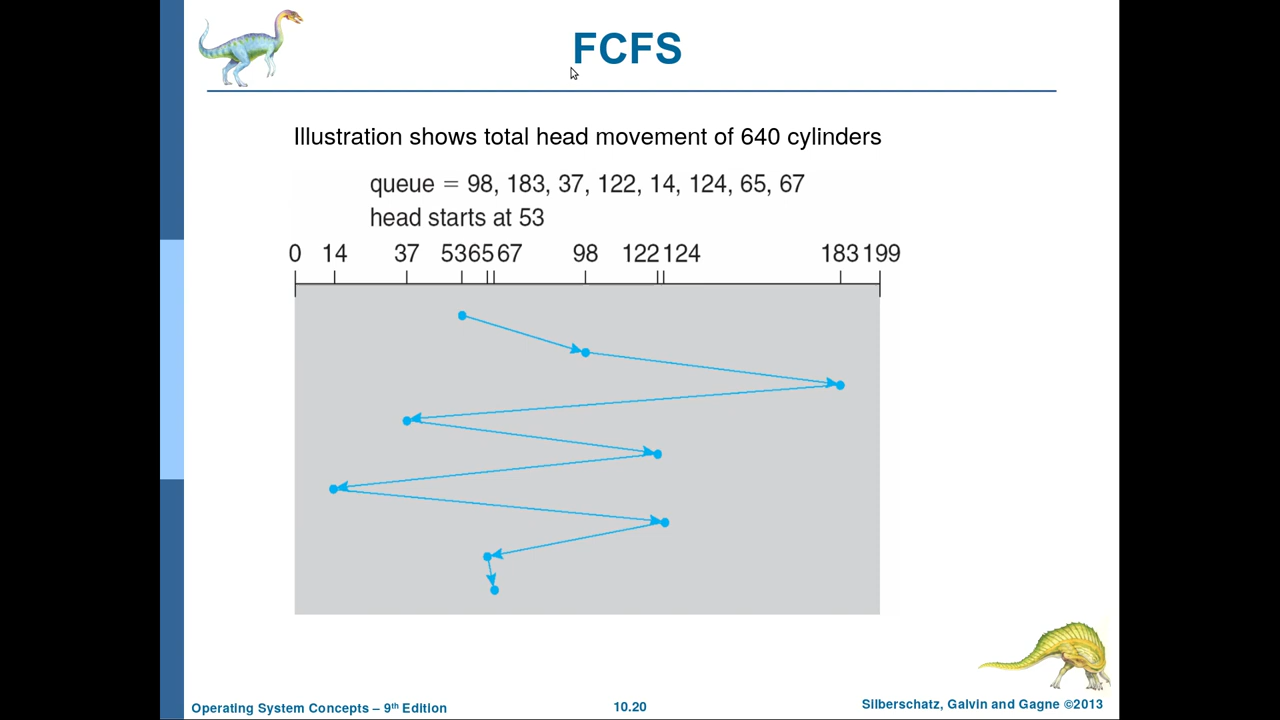 FCFS
Illustration shows total head movement of 640 cylinders
queue = 98, 183, 37, 122, 14, 124, 65, 67
head starts at 53
0 14 37 53 65 67 98 122 124 183 199
Operating System Concepts – 9th Edition 10.20 Silberschatz, Galvin and Gagne ©2013